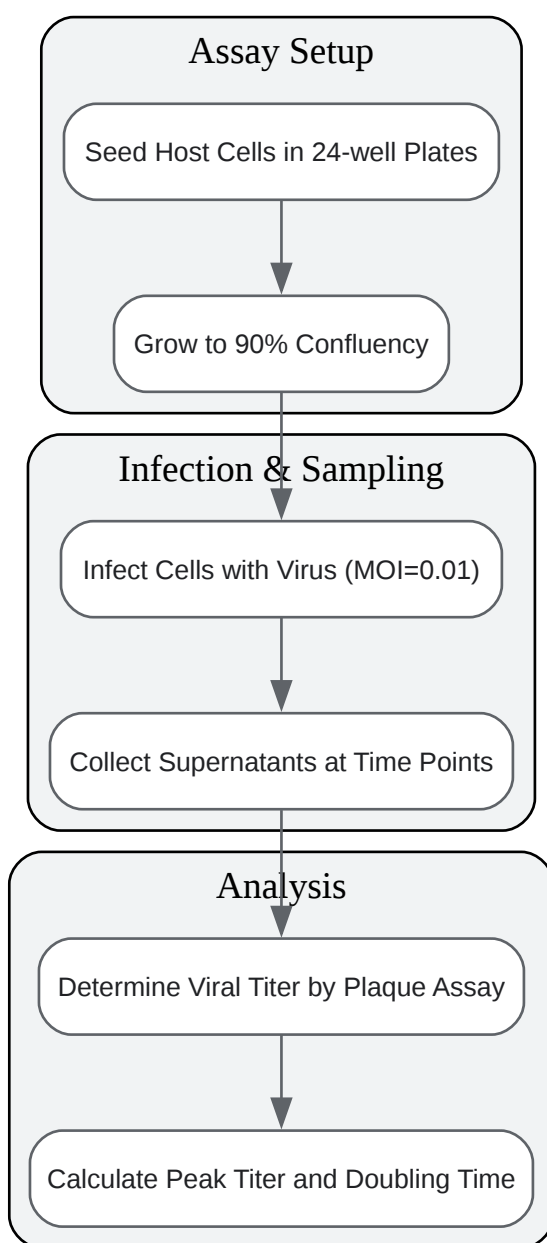 Assay Setup
Seed Host Cells in 24-well Plates
Grow to 90% Confluency
Infection & Sampling
Infect Cells with Virus (MOI=0.01)
Collect Supernatants at Time Points
Analysis
Determine Viral Titer by Plaque Assay
Calculate Peak Titer and Doubling Time